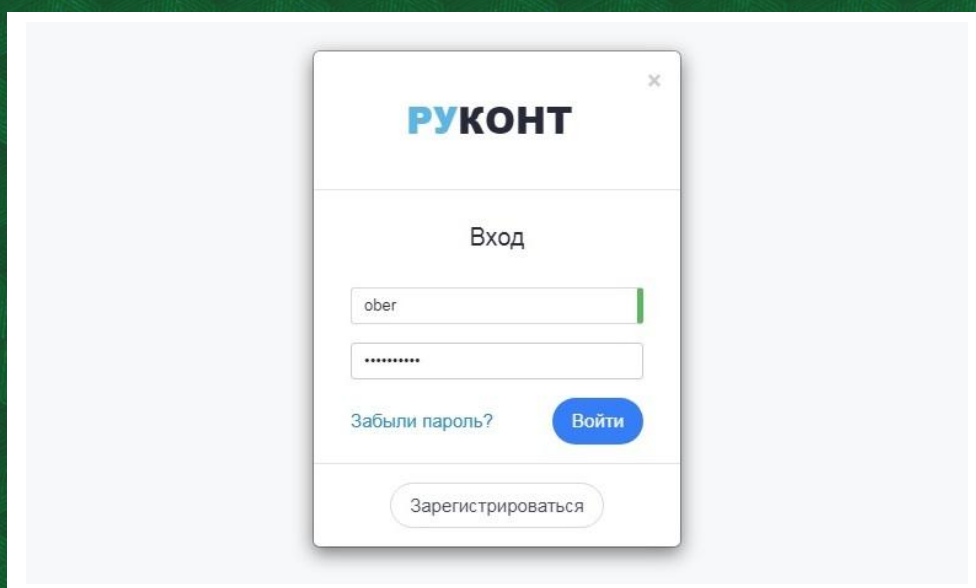 ×
РУКОНТ
Вход
ober
••••••••••
Забыли пароль? Войти
Зарегистрироваться